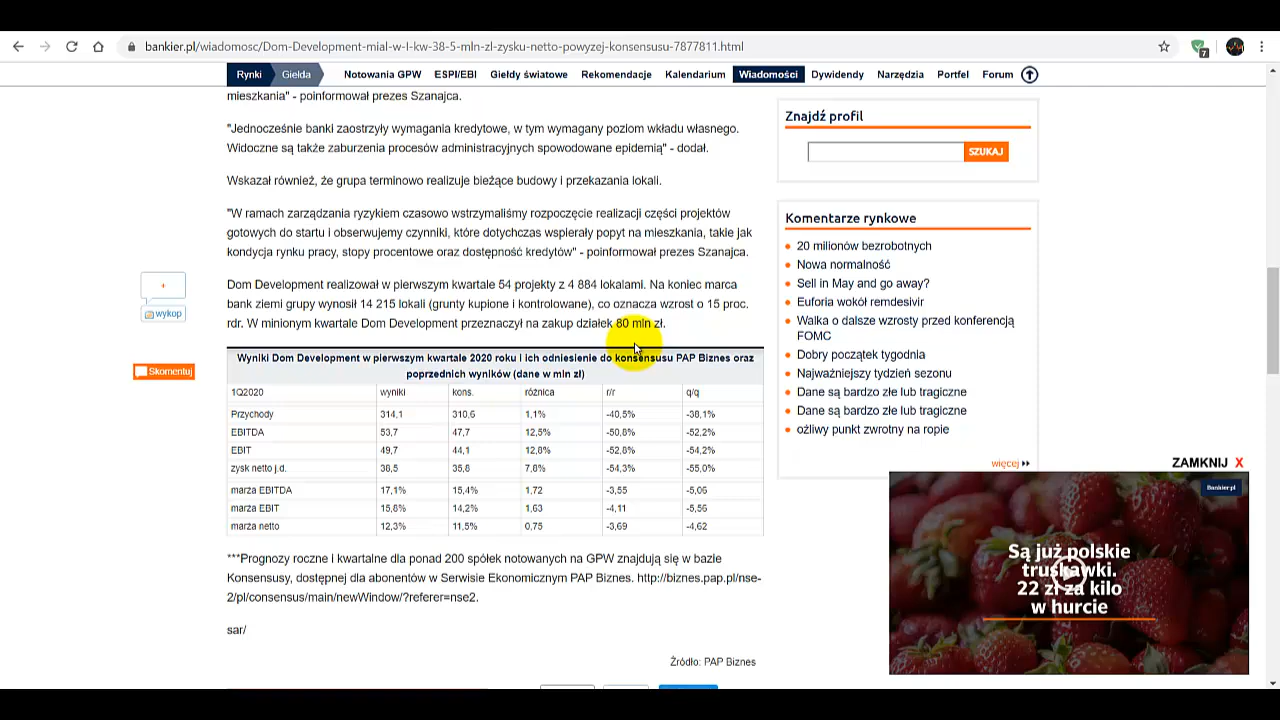 bankier.pl/wiadomosc/Dom-Development-mial-w-I-kw-38-5-mln-zl-zysku-netto-powyzej-konsensusu-7877811.html
7
Rynki Giełda Notowania GPW ESPI/EBI Giełdy światowe Rekomendacje Kalendarium Wiadomości Dywidendy Narzędzia Portfel Forum
mieszkania" - poinformował prezes Szanajca.
"Jednocześnie banki zaostrzyły wymagania kredytowe, w tym wymagany poziom wkładu własnego.
Widoczne są także zaburzenia procesów administracyjnych spowodowane epidemią" - dodał.
Wskazał również, że grupa terminowo realizuje bieżące budowy i przekazania lokali.
"W ramach zarządzania ryzykiem czasowo wstrzymaliśmy rozpoczęcie realizacji części projektów
gotowych do startu i obserwujemy czynniki, które dotychczas wspierały popyt na mieszkania, takie jak
kondycja rynku pracy, stopy procentowe oraz dostępność kredytów" - poinformował prezes Szanajca.
Dom Development realizował w pierwszym kwartale 54 projekty z 4 884 lokalami. Na koniec marca
bank ziemi grupy wynosił 14 215 lokali (grunty kupione i kontrolowane), co oznacza wzrost o 15 proc.
rdr. W minionym kwartale Dom Development przeznaczył na zakup działek 80 mln zł.
+
wykop
Skomentuj
Wyniki Dom Development w pierwszym kwartale 2020 roku i ich odniesienie do konsensusu PAP Biznes oraz
poprzednich wyników (dane w mln zł)
1Q2020 wyniki kons. różnica r/r q/q
Przychody 314,1 310,6 1,1% -40,5% -38,1%
EBITDA 53,7 47,7 12,5% -50,8% -52,2%
EBIT 49,7 44,1 12,8% -52,8% -54,2%
zysk netto j.d. 38,5 35,8 7,8% -54,3% -55,0%
marża EBITDA 17,1% 15,4% 1,72 -3,55 -5,06
marża EBIT 15,8% 14,2% 1,63 -4,11 -5,56
marża netto 12,3% 11,5% 0,75 -3,69 -4,62
***Prognozy roczne i kwartalne dla ponad 200 spółek notowanych na GPW znajdują się w bazie
Konsensusy, dostępnej dla abonentów w Serwisie Ekonomicznym PAP Biznes. http://biznes.pap.pl/nse-
2/pl/consensus/main/newWindow/?referer=nse2.
sar/
Źródło: PAP Biznes
Znajdź profil
SZUKAJ
Komentarze rynkowe
20 milionów bezrobotnych
Nowa normalność
Sell in May and go away?
Euforia wokół remdesivir
Walka o dalsze wzrosty przed konferencją
FOMC
Dobry początek tygodnia
Najważniejszy tydzień sezonu
Dane są bardzo złe lub tragiczne
Dane są bardzo złe lub tragiczne
ożliwy punkt zwrotny na ropie
więcej
ZAMKNIJ X
Bankier.pl
Są już polskie
truskawki.
22 zł za kilo
w hurcie